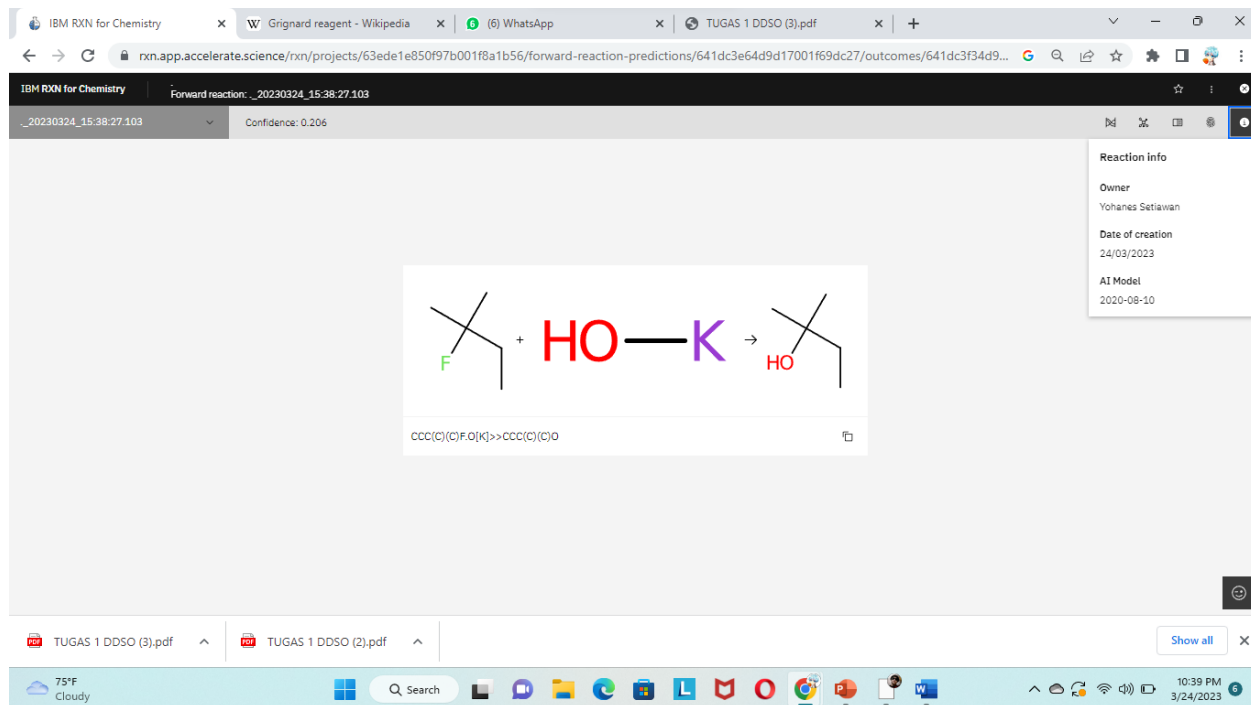 IBM RXN for Chemistry
W Grignard reagent - Wikipedia
6 (6) WhatsApp
TUGAS 1 DDSO (3).pdf
rxn.app.accelerate.science/rxn/projects/63ede1e850f97b001f8a1b56/forward-reaction-predictions/641dc3e64d9d17001f69dc27/outcomes/641dc3f34d9...
IBM RXN for Chemistry
Forward reaction: ._20230324_15:38:27.103
._20230324_15:38:27.103
Confidence: 0.206
Reaction info
Owner
Yohanes Setiawan
Date of creation
24/03/2023
AI Model
2020-08-10
F + HO K → HO
CCC(C)(C)F.O[K]>>CCC(C)(C)O
PDF TUGAS 1 DDSO (3).pdf
PDF TUGAS 1 DDSO (2).pdf
Show all
75°F
Cloudy
Search
10:39 PM
3/24/2023
6